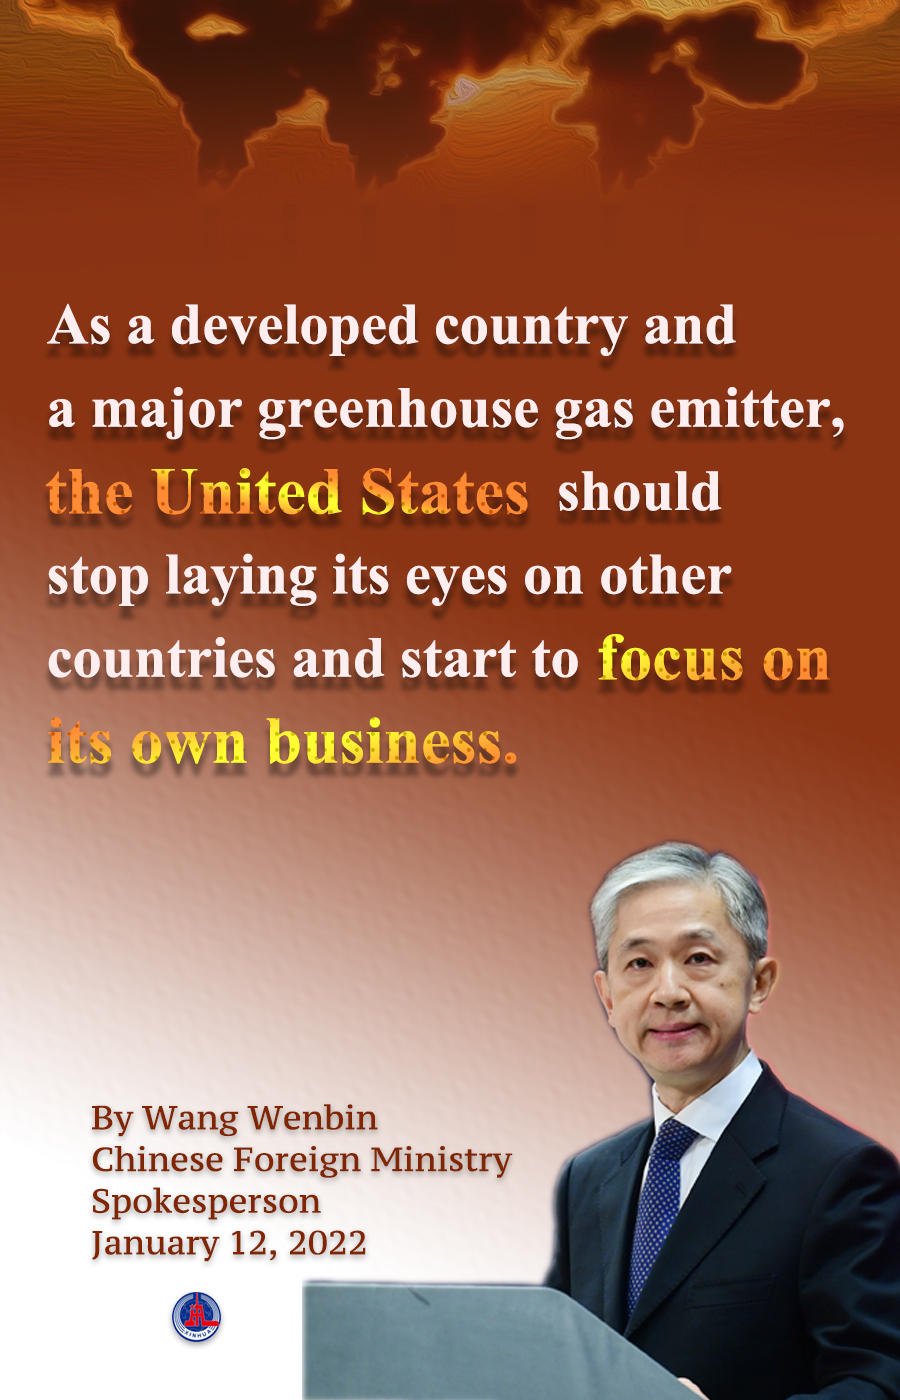 As a developed country and
a major greenhouse gas emitter,
the United States should
stop laying its eyes on other
countries and start to focus on
its own business.
By Wang Wenbin
Chinese Foreign Ministry
Spokesperson
January 12, 2022
XINHUA